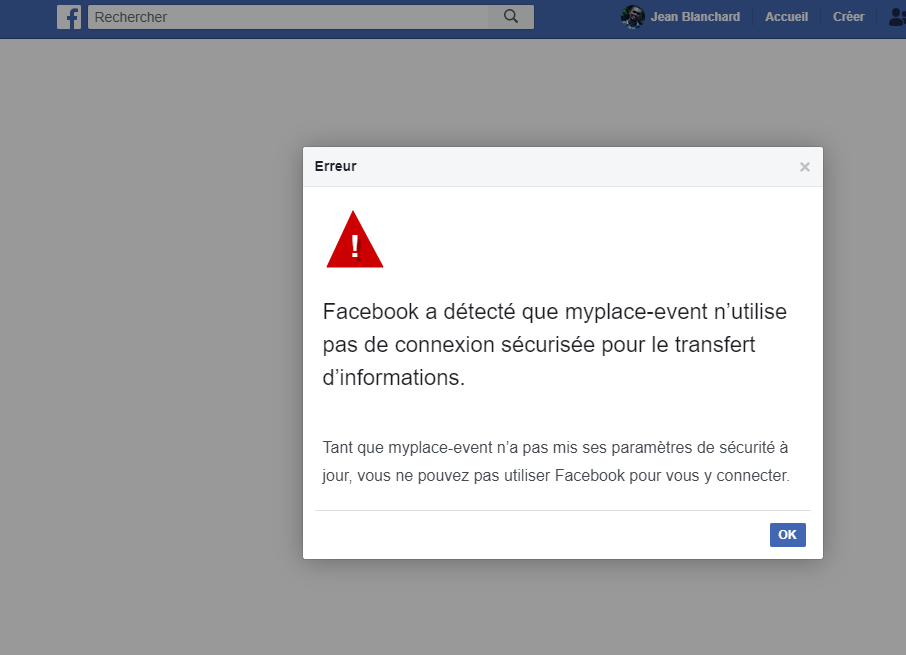 Rechercher
Jean Blanchard Accueil Créer
Erreur
Facebook a détecté que myplace-event n’utilise
pas de connexion sécurisée pour le transfert
d’informations.
Tant que myplace-event n’a pas mis ses paramètres de sécurité à
jour, vous ne pouvez pas utiliser Facebook pour vous y connecter.
OK